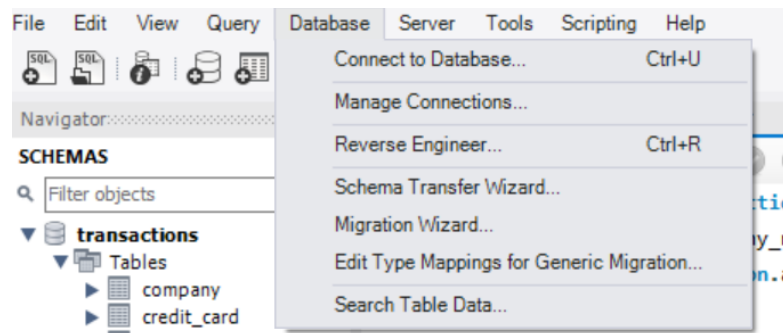 File Edit View Query Database Server Tools Scripting Help
SQL SQL
Connect to Database... Ctrl+U
Manage Connections...
Navigator
Reverse Engineer... Ctrl+R
SCHEMAS
Schema Transfer Wizard...
Filter objects
Migration Wizard...
transactions
Edit Type Mappings for Generic Migration...
Tables
company
Search Table Data...
credit_card